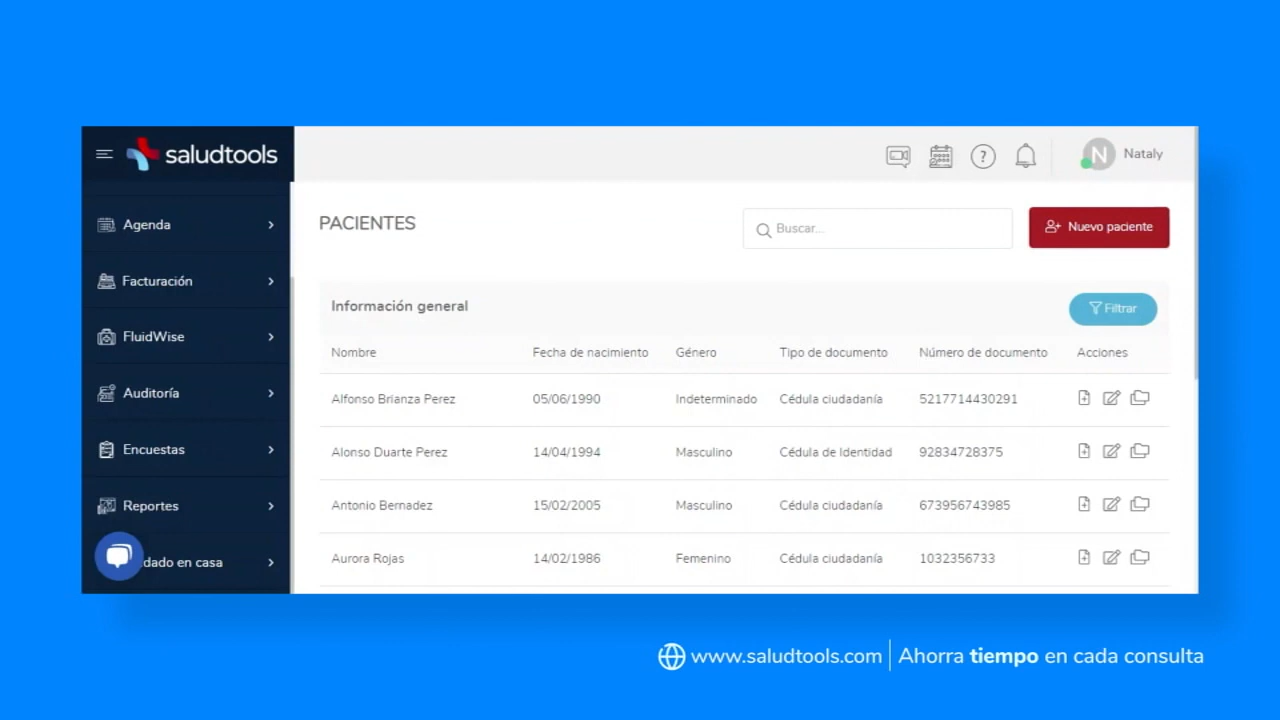 saludtools
N Nataly
Agenda
Facturación
FluidWise
Auditoría
Encuestas
Reportes
dado en casa
PACIENTES
Buscar...
Nuevo paciente
Información general
Filtrar
Nombre Fecha de nacimiento Género Tipo de documento Número de documento Acciones
Alfonso Brianza Perez 05/06/1990 Indeterminado Cédula ciudadanía 5217714430291
Alonso Duarte Perez 14/04/1994 Masculino Cédula de Identidad 92834728375
Antonio Bernadez 15/02/2005 Masculino Cédula ciudadanía 673956743985
Aurora Rojas 14/02/1986 Femenino Cédula ciudadanía 1032356733
www.saludtools.com | Ahorra tiempo en cada consulta